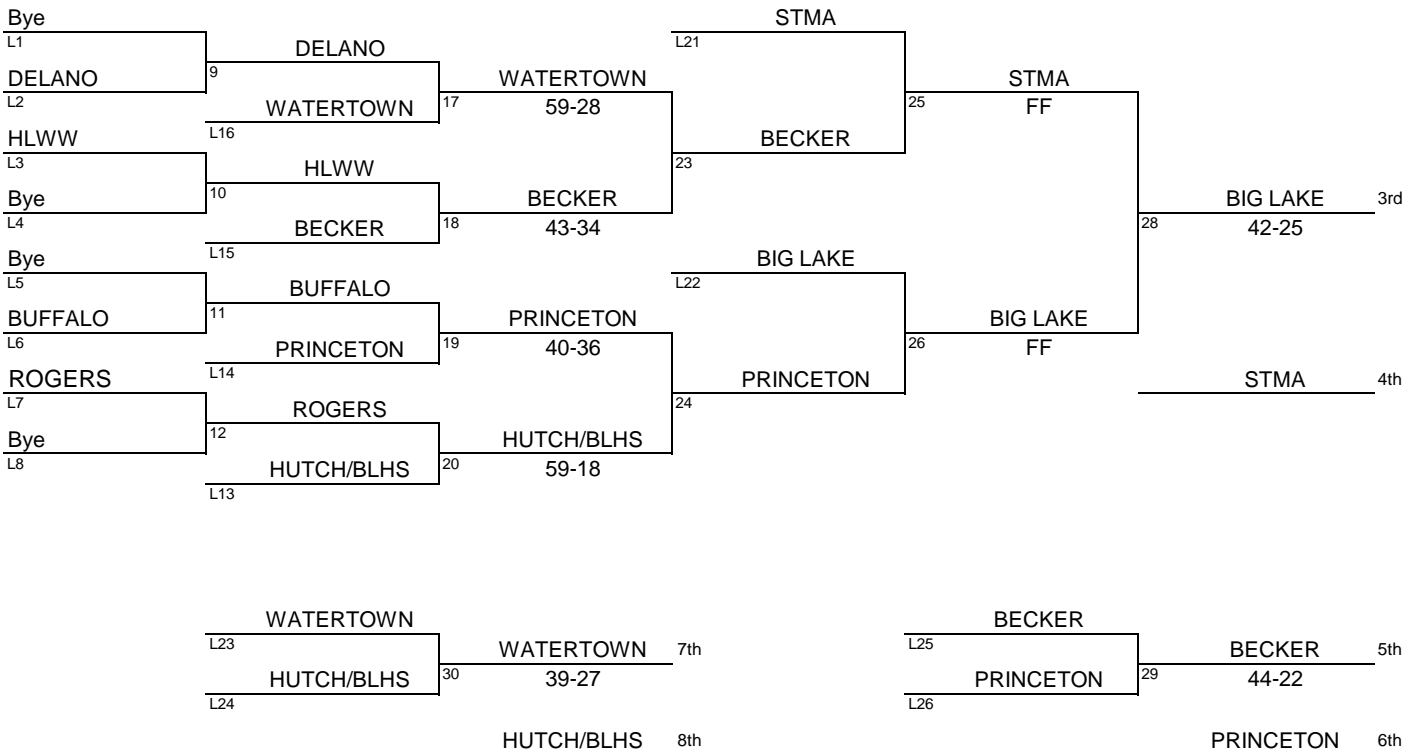 Bye STMA
L1 L21
DELANO
9
DELANO WATERTOWN STMA
L2 17 25
WATERTOWN 59-28 FF
L16
HLWW BECKER
L3 23
HLWW
10
Bye BECKER BIG LAKE 3rd
L4 18 28
BECKER 43-34 42-25
L15
Bye BIG LAKE
L5 L22
BUFFALO
11
BUFFALO PRINCETON BIG LAKE
L6 19 26
PRINCETON 40-36 FF
L14
ROGERS PRINCETON STMA 4th
L7 24
ROGERS
12
Bye HUTCH/BLHS
L8 20
HUTCH/BLHS 59-18
L13
WATERTOWN BECKER
L23 L25
WATERTOWN 7th BECKER 5th
30 29
HUTCH/BLHS 39-27 PRINCETON 44-22
L24 L26
HUTCH/BLHS 8th PRINCETON 6th